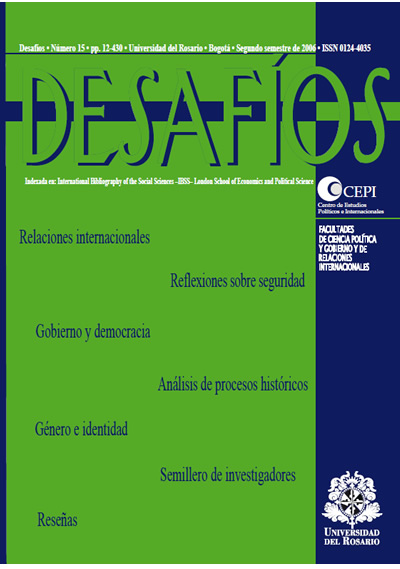 Desafíos • Número 15 • pp. 12-430 • Universidad del Rosario • Bogotá • Segundo semestre de 2006 • ISSN 0124-4035
DESAFÍOS
Indexada en: International Bibliography of the Social Sciences -IBSS- London School of Economics and Political Science
CEPI
Centro de Estudios
Políticos e Internacionales
FACULTADES
DE CIENCIA POLÍTICA
Y GOBIERNO Y DE
RELACIONES
INTERNACIONALES
Relaciones internacionales
Reflexiones sobre seguridad
Gobierno y democracia
Análisis de procesos históricos
Género e identidad
Semillero de investigadores
Reseñas
UNIVERSIDAD
DEL ROSARIO